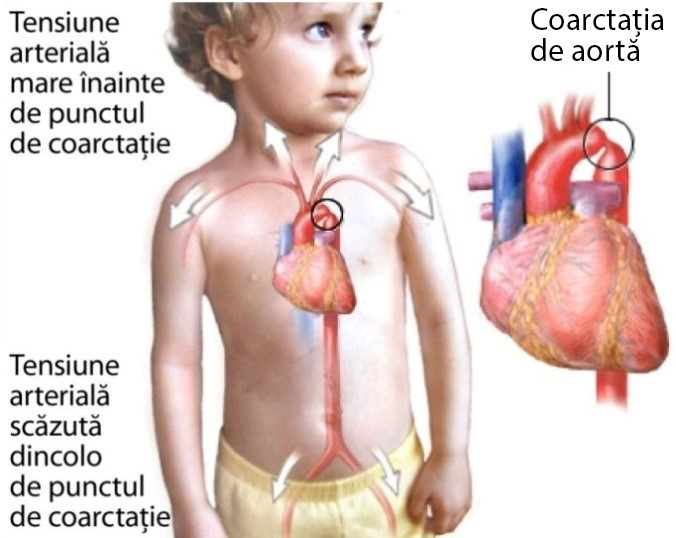 Tensiune
arterială
mare înainte
de punctul
de coarctație
Coarctația
de aortă
Tensiune
arterială
scăzută
dincolo
de punctul
de coarctație